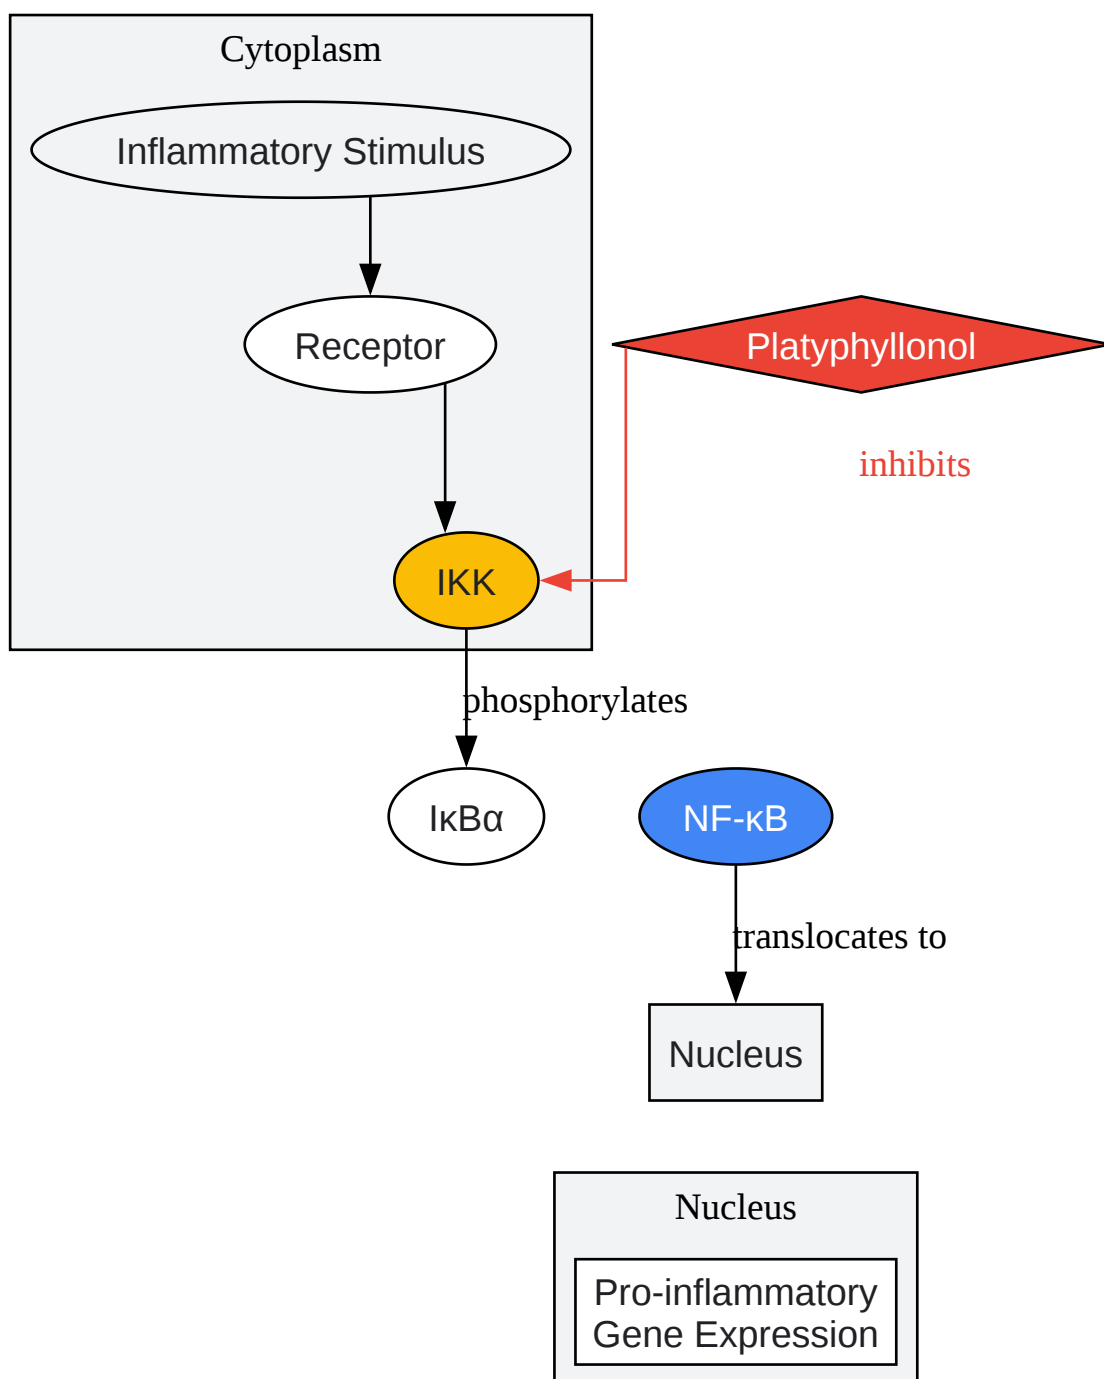 Cytoplasm
Inflammatory Stimulus
Receptor
Platyphyllonol
inhibits
IKK
phosphorylates
IκBα
NF-κB
translocates to
Nucleus
Nucleus
Pro-inflammatory
Gene Expression